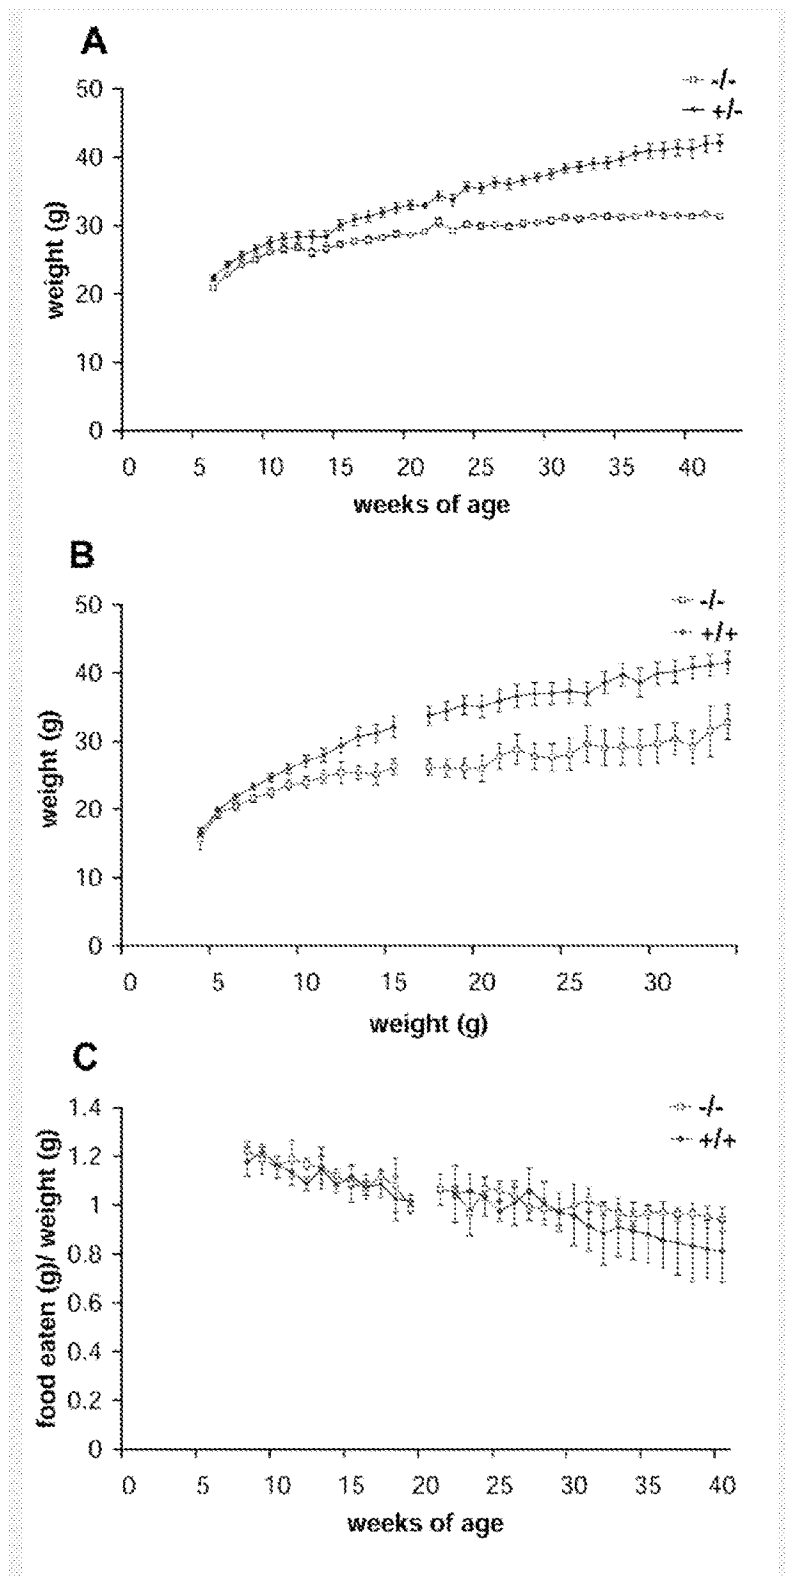 A
-/-
+/-
50
40
30
20
10
0
weight (g)
0 5 10 15 20 25 30 35 40
weeks of age
B
-/-
+/+
50
40
30
20
10
0
weight (g)
0 5 10 15 20 25 30
weight (g)
C
-/-
+/+
1.4
1.2
1
0.8
0.6
0.4
0.2
0
food eaten (g)/ weight (g)
0 5 10 15 20 25 30 35 40
weeks of age